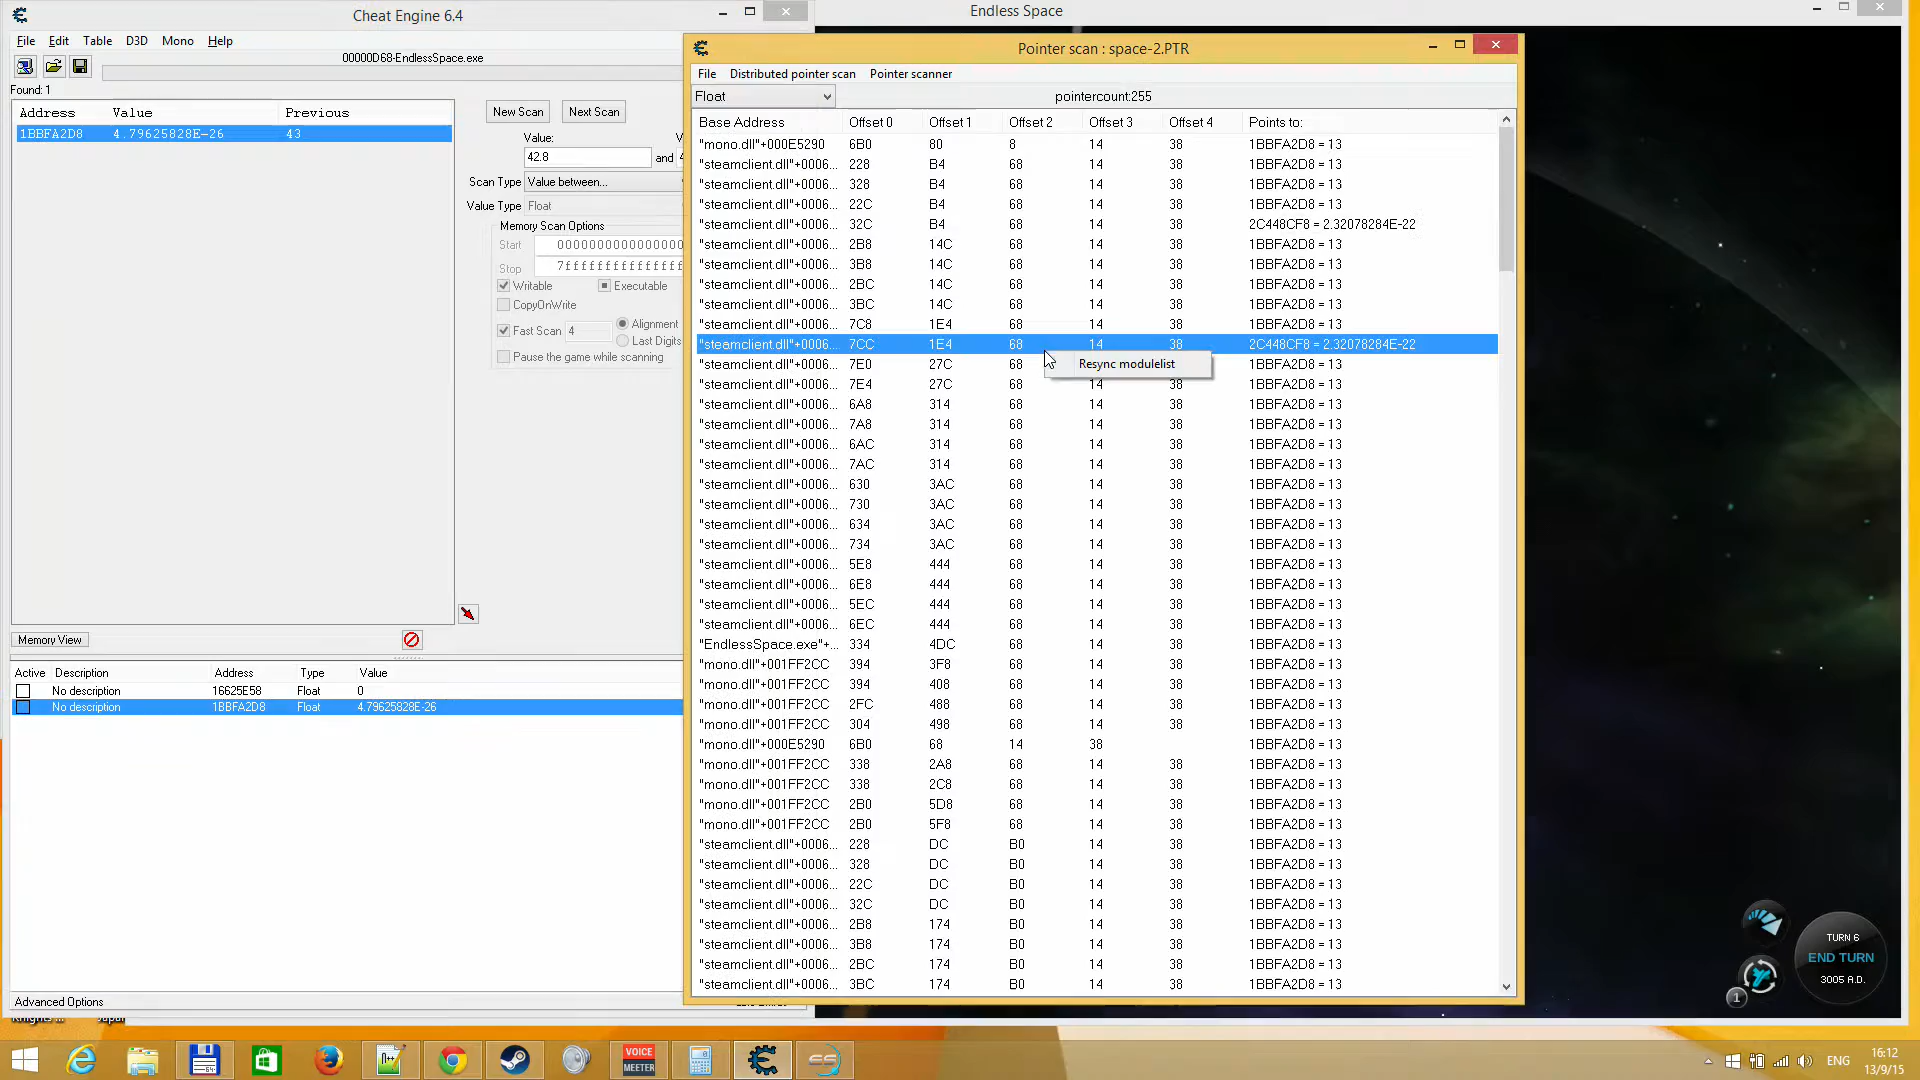 Cheat Engine 6.4
File Edit Table D3D Mono Help
00000D68-EndlessSpace.exe
Found: 1
Address Value Previous
1BBFA2D8 4.79625828E-26 43
New Scan Next Scan
Value:
42.8 and
Scan Type Value between...
Value Type Float
Memory Scan Options
Start 0000000000000000
Stop 7fffffffffffffff
Writable Executable
CopyOnWrite
Fast Scan 4 Alignment
Last Digits
Pause the game while scanning
Memory View
Active Description Address Type Value
No description 16625E58 Float 0
No description 1BBFA2D8 Float 4.79625828E-26
Advanced Options
Pointer scan : space-2.PTR
File Distributed pointer scan Pointer scanner
Float pointercount:255
Base Address Offset 0 Offset 1 Offset 2 Offset 3 Offset 4 Points to:
"mono.dll"+000E5290 6B0 80 8 14 38 1BBFA2D8 = 13
"steamclient.dll"+0006... 228 B4 68 14 38 1BBFA2D8 = 13
"steamclient.dll"+0006... 328 B4 68 14 38 1BBFA2D8 = 13
"steamclient.dll"+0006... 22C B4 68 14 38 1BBFA2D8 = 13
"steamclient.dll"+0006... 32C B4 68 14 38 2C448CF8 = 2.32078284E-22
"steamclient.dll"+0006... 2B8 14C 68 14 38 1BBFA2D8 = 13
"steamclient.dll"+0006... 3B8 14C 68 14 38 1BBFA2D8 = 13
"steamclient.dll"+0006... 2BC 14C 68 14 38 1BBFA2D8 = 13
"steamclient.dll"+0006... 3BC 14C 68 14 38 1BBFA2D8 = 13
"steamclient.dll"+0006... 7C8 1E4 68 14 38 1BBFA2D8 = 13
"steamclient.dll"+0006... 7CC 1E4 68 14 38 2C448CF8 = 2.32078284E-22
"steamclient.dll"+0006... 7E0 27C 68 1BBFA2D8 = 13
Resync modulelist
"steamclient.dll"+0006... 7E4 27C 68 14 38 1BBFA2D8 = 13
"steamclient.dll"+0006... 6A8 314 68 14 38 1BBFA2D8 = 13
"steamclient.dll"+0006... 7A8 314 68 14 38 1BBFA2D8 = 13
"steamclient.dll"+0006... 6AC 314 68 14 38 1BBFA2D8 = 13
"steamclient.dll"+0006... 7AC 314 68 14 38 1BBFA2D8 = 13
"steamclient.dll"+0006... 630 3AC 68 14 38 1BBFA2D8 = 13
"steamclient.dll"+0006... 730 3AC 68 14 38 1BBFA2D8 = 13
"steamclient.dll"+0006... 634 3AC 68 14 38 1BBFA2D8 = 13
"steamclient.dll"+0006... 734 3AC 68 14 38 1BBFA2D8 = 13
"steamclient.dll"+0006... 5E8 444 68 14 38 1BBFA2D8 = 13
"steamclient.dll"+0006... 6E8 444 68 14 38 1BBFA2D8 = 13
"steamclient.dll"+0006... 5EC 444 68 14 38 1BBFA2D8 = 13
"steamclient.dll"+0006... 6EC 444 68 14 38 1BBFA2D8 = 13
"EndlessSpace.exe"+... 334 4DC 68 14 38 1BBFA2D8 = 13
"mono.dll"+001FF2CC 394 3F8 68 14 38 1BBFA2D8 = 13
"mono.dll"+001FF2CC 394 408 68 14 38 1BBFA2D8 = 13
"mono.dll"+001FF2CC 2FC 488 68 14 38 1BBFA2D8 = 13
"mono.dll"+001FF2CC 304 498 68 14 38 1BBFA2D8 = 13
"mono.dll"+000E5290 6B0 68 14 38 1BBFA2D8 = 13
"mono.dll"+001FF2CC 338 2A8 68 14 38 1BBFA2D8 = 13
"mono.dll"+001FF2CC 338 2C8 68 14 38 1BBFA2D8 = 13
"mono.dll"+001FF2CC 2B0 5D8 68 14 38 1BBFA2D8 = 13
"mono.dll"+001FF2CC 2B0 5F8 68 14 38 1BBFA2D8 = 13
"steamclient.dll"+0006... 228 DC B0 14 38 1BBFA2D8 = 13
"steamclient.dll"+0006... 328 DC B0 14 38 1BBFA2D8 = 13
"steamclient.dll"+0006... 22C DC B0 14 38 1BBFA2D8 = 13
"steamclient.dll"+0006... 32C DC B0 14 38 1BBFA2D8 = 13
"steamclient.dll"+0006... 2B8 174 B0 14 38 1BBFA2D8 = 13
"steamclient.dll"+0006... 3B8 174 B0 14 38 1BBFA2D8 = 13
"steamclient.dll"+0006... 2BC 174 B0 14 38 1BBFA2D8 = 13
"steamclient.dll"+0006... 3BC 174 B0 14 38 1BBFA2D8 = 13
Endless Space
TURN 6
END TURN
3005 A.D.
1
VOICE
MEETER
ENG
16:12
13/9/15